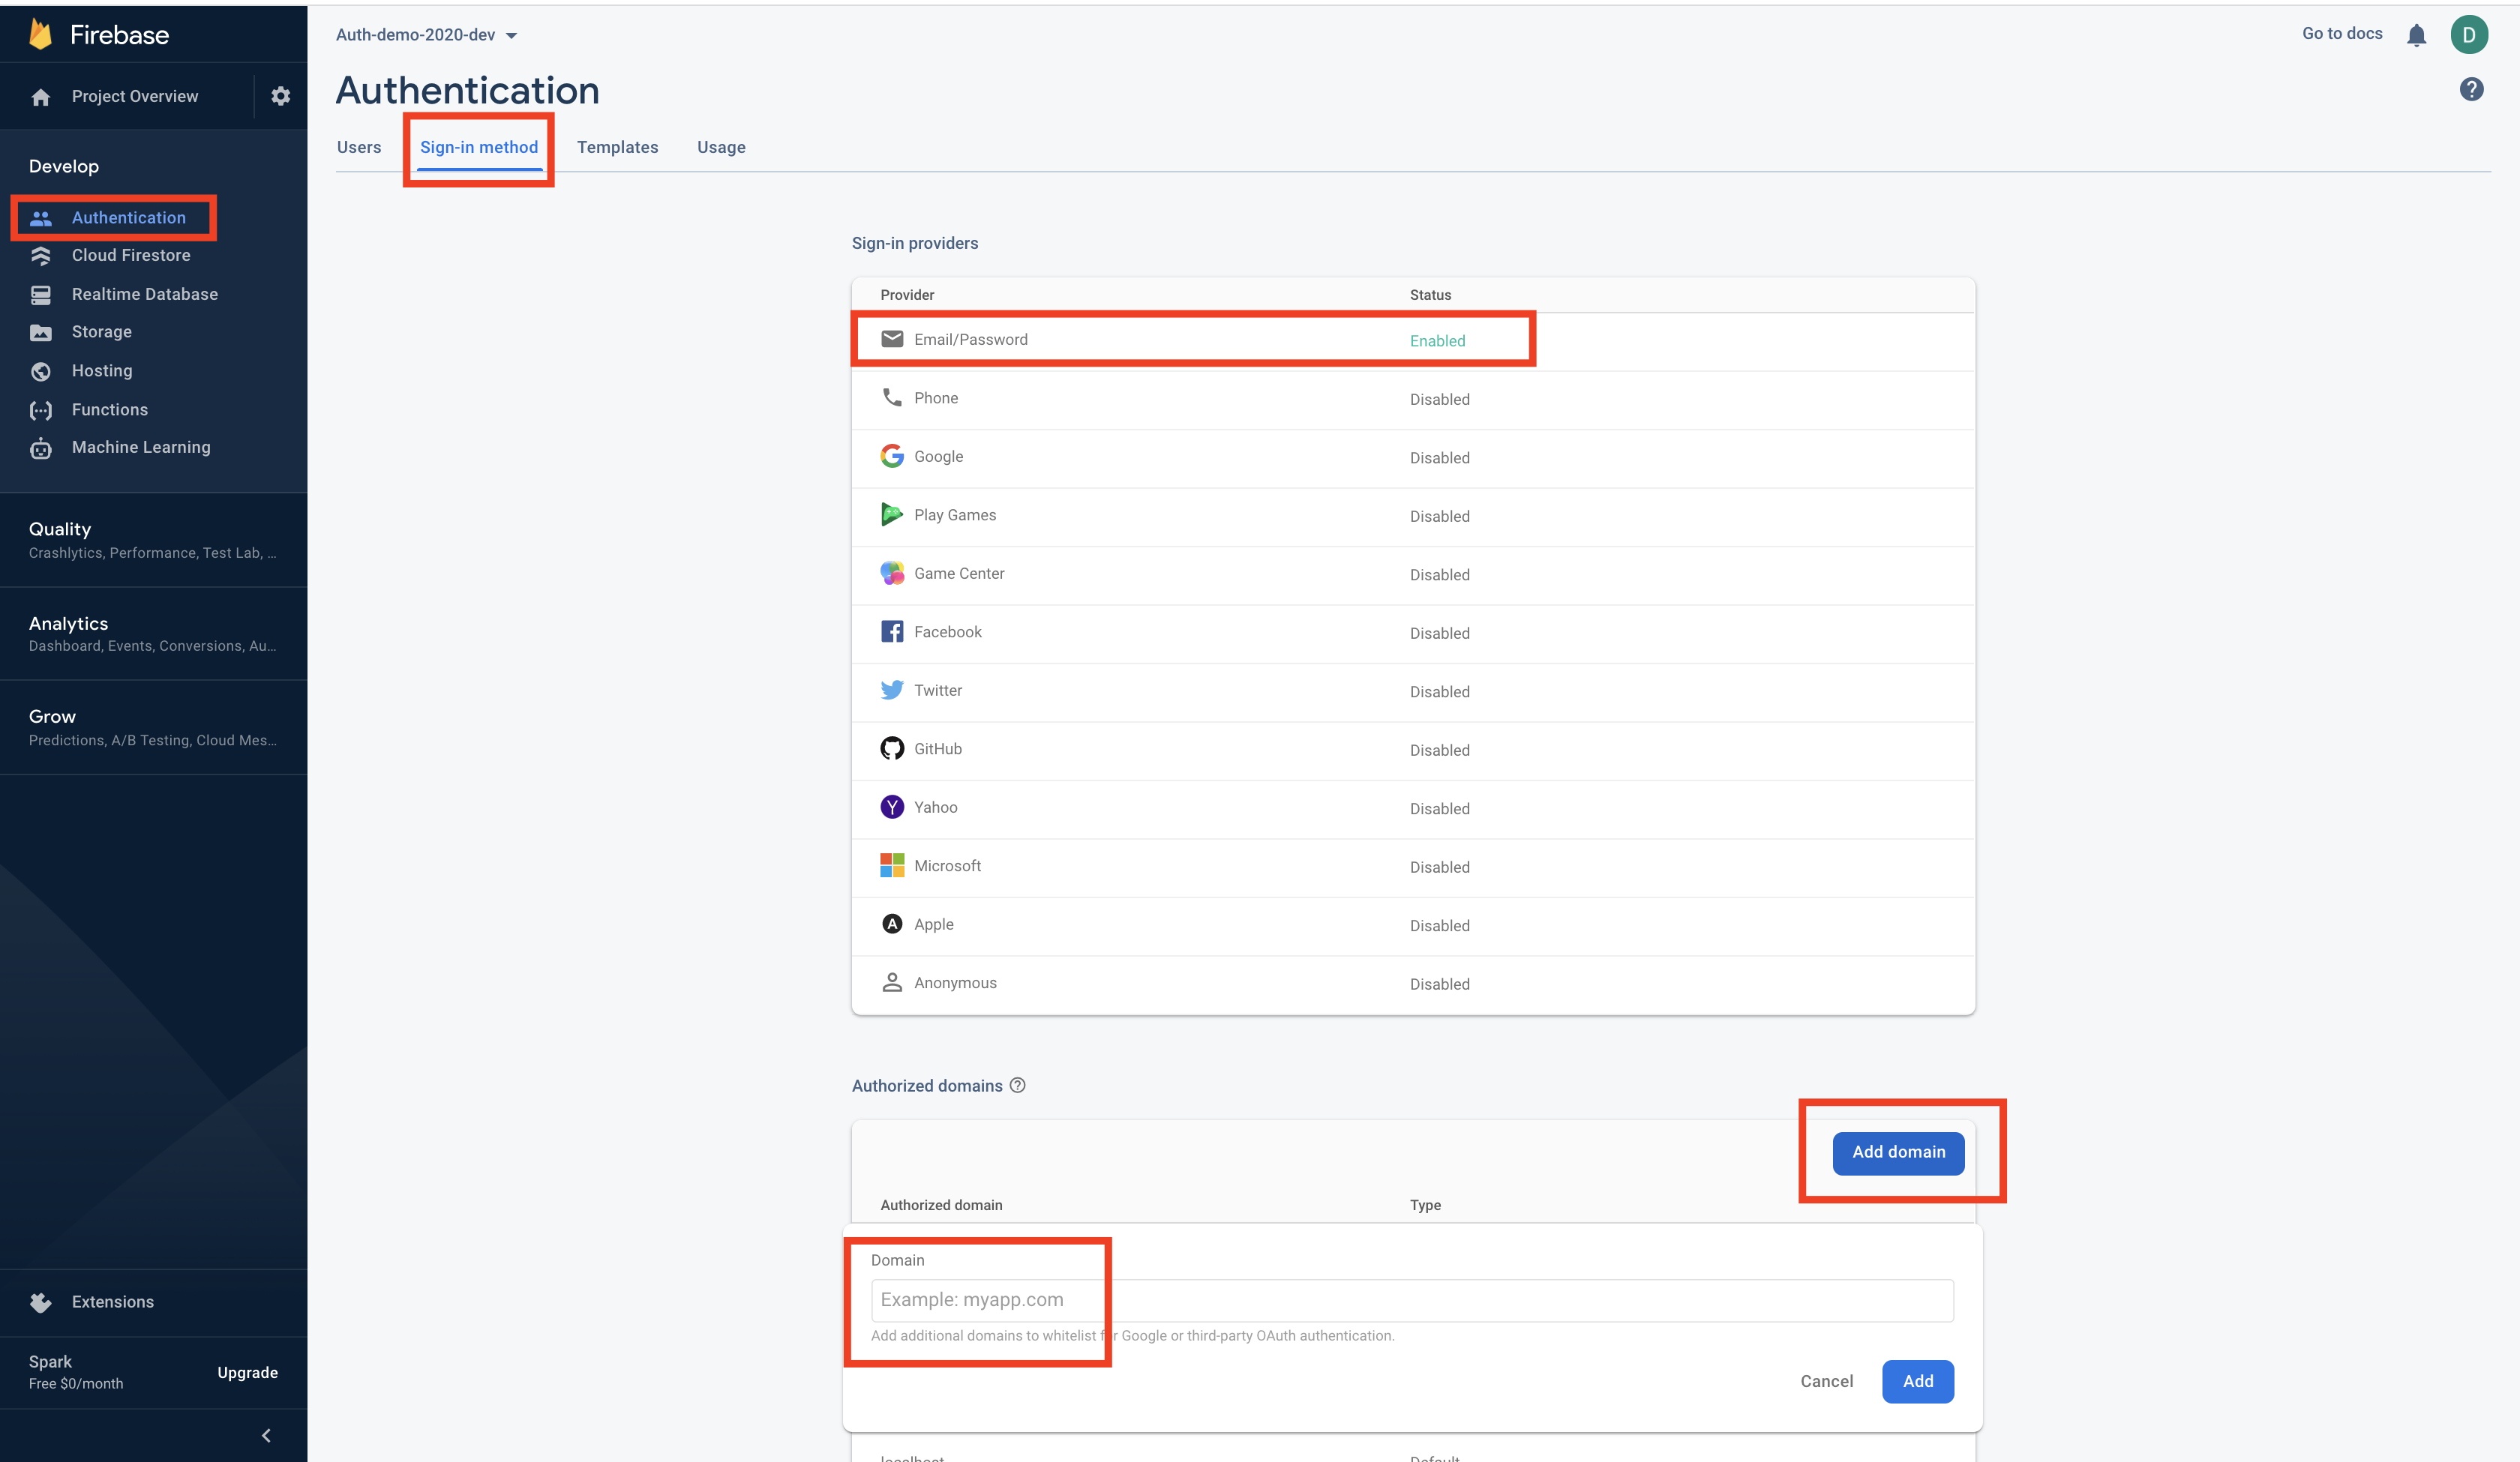 Firebase
Project Overview
Develop
Authentication
Cloud Firestore
Realtime Database
Storage
Hosting
Functions
Machine Learning
Quality
Crashlytics, Performance, Test Lab, ...
Analytics
Dashboard, Events, Conversions, Au...
Grow
Predictions, A/B Testing, Cloud Mes...
Extensions
Spark
Free $0/month
Upgrade
Auth-demo-2020-dev
Go to docs
D
Authentication
Users Sign-in method Templates Usage
Sign-in providers
Provider Status
Email/Password Enabled
Phone Disabled
Google Disabled
Play Games Disabled
Game Center Disabled
Facebook Disabled
Twitter Disabled
GitHub Disabled
Yahoo Disabled
Microsoft Disabled
Apple Disabled
Anonymous Disabled
Authorized domains
Add domain
Authorized domain Type
Domain
Example: myapp.com
Add additional domains to whitelist for Google or third-party OAuth authentication.
Cancel Add
localhost Default